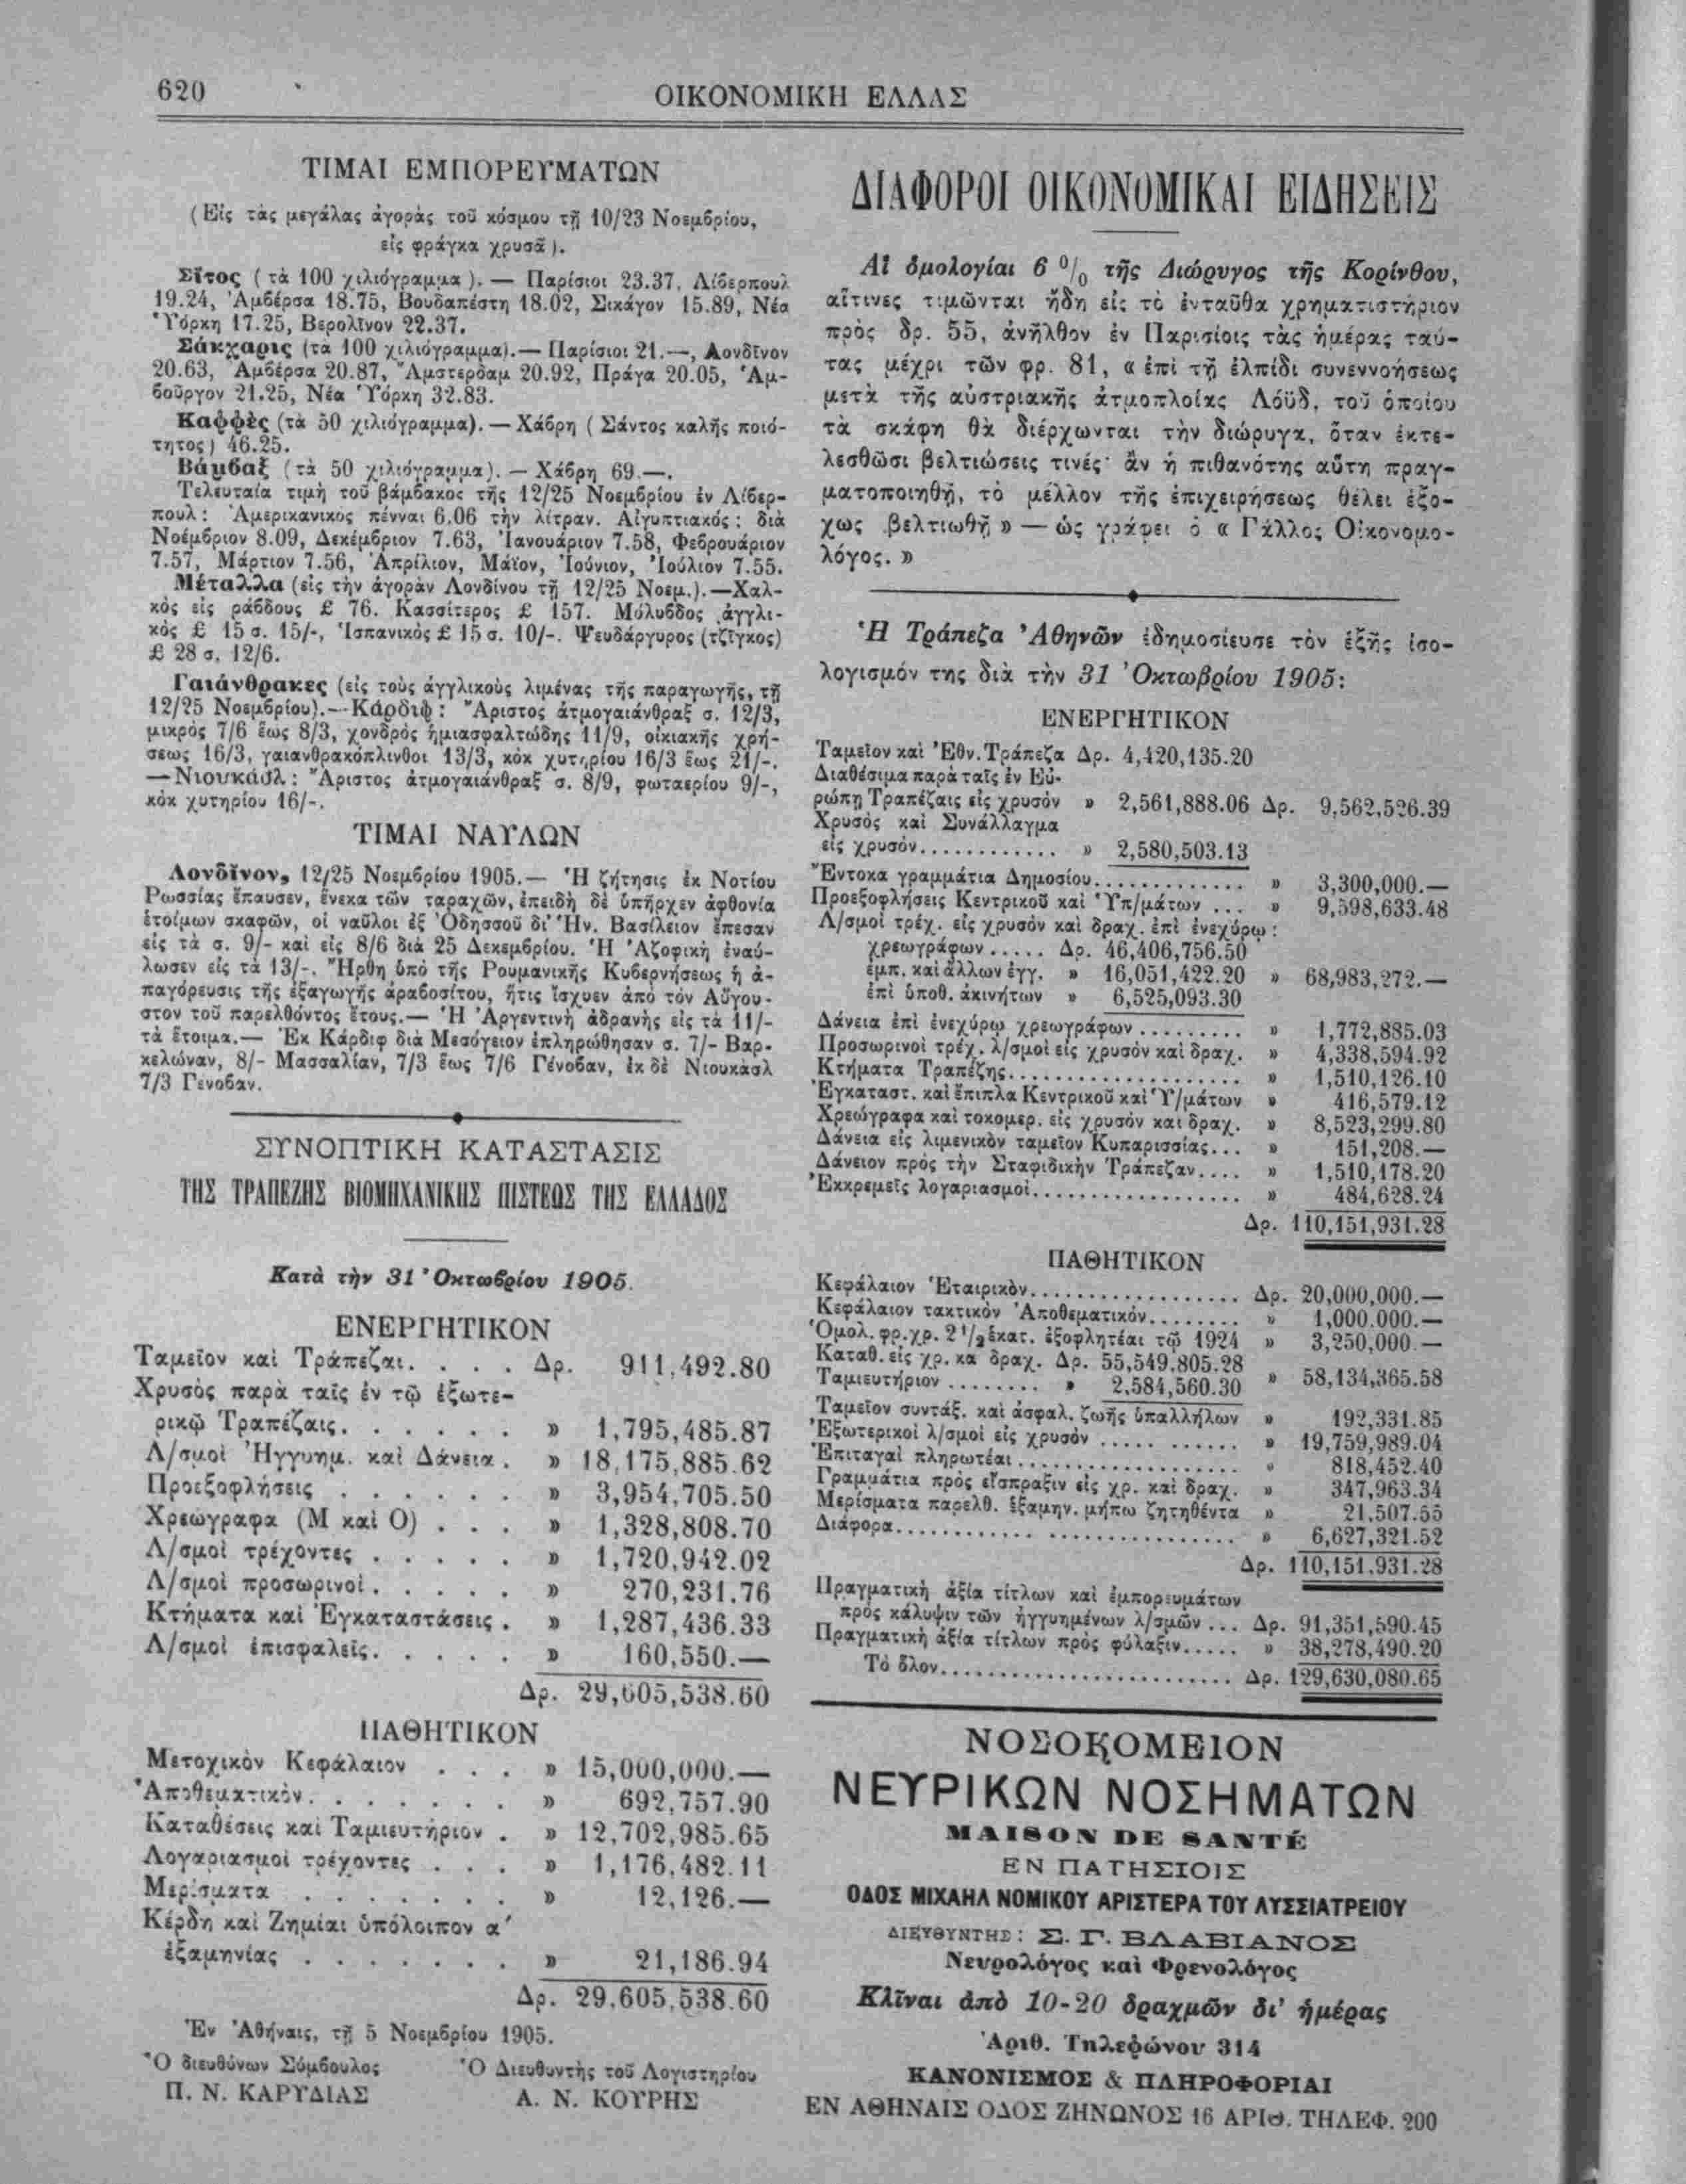 620
ΟΙΚΟΝΟΜΙΚΗ ΕΛΛΑΣ
ΤΙΜΑΙ ΕΜΠΟΡΕΥΜΑΤΩΝ
(Εἰς τὰς μεγάλας ἀγορὰς τοῦ κόσμου τῇ 10/23 Νοεμβρίου,
εἰς φράγκα χρυσᾶ).
Σῖτος (τὰ 100 χιλιόγραμμα).— Παρίσιοι 23.37, Λίβερπουλ
19.24, Ἀμβέρσα 18.75, Βουδαπέστη 18.02, Σικάγον 15.89, Νέα
Ὑόρκη 17.25, Βερολῖνον 22.37.
Σάκχαρις (τὰ 100 χιλιόγραμμα).— Παρίσιοι 21.—, Λονδῖνον
20.63, Ἀμβέρσα 20.87, Ἄμστερδαμ 20.92, Πράγα 20.05, Ἁμ-
βοῦργον 21.25, Νέα Ὑόρκη 32.83.
Καφφὲς (τὰ 50 χιλιόγραμμα).— Χάβρη (Σάντος καλῆς ποιό-
τητος) 46.25.
Βάμβαξ (τὰ 50 χιλιόγραμμα).— Χάβρη 69.—.
Τελευταία τιμὴ τοῦ βάμβακος τῆς 12/25 Νοεμβρίου ἐν Λίβερ-
πουλ: Ἀμερικανικὸς πένναι 6.06 τὴν λίτραν. Αἰγυπτιακός: διὰ
Νοέμβριον 8.09, Δεκέμβριον 7.63, Ἰανουάριον 7.58, Φεβρουάριον
7.57, Μάρτιον 7.56, Ἀπρίλιον, Μάϊον, Ἰούνιον, Ἰούλιον 7.55.
Μέταλλα (εἰς τὴν ἀγορὰν Λονδίνου τῇ 12/25 Νοεμ.).—Χαλ-
κὸς εἰς ράβδους £ 76. Κασσίτερος £ 157. Μόλυβδος ἀγγλι-
κὸς £ 15 σ. 15/-, Ἱσπανικὸς £ 15 σ. 10/-. Ψευδάργυρος (τζίγκος)
£ 28 σ. 12/6.
Γαιάνθρακες (εἰς τοὺς ἀγγλικοὺς λιμένας τῆς παραγωγῆς, τῇ
12/25 Νοεμβρίου).—Κάρδιφ: Ἄριστος ἀτμογαιάνθραξ σ. 12/3,
μικρὸς 7/6 ἕως 8/3, χονδρὸς ἡμιασφαλτώδης 11/9, οἰκιακῆς χρή-
σεως 16/3, γαιανθρακόπλινθοι 13/3, κὸκ χυτηρίου 16/3 ἕως 21/-.
—Νιουκάσλ: Ἄριστος ἀτμογαιάνθραξ σ. 8/9, φωταερίου 9/-,
κὸκ χυτηρίου 16/-.
ΤΙΜΑΙ ΝΑΥΛΩΝ
Λονδῖνον, 12/25 Νοεμβρίου 1905.— Ἡ ζήτησις ἐκ Νοτίου
Ρωσσίας ἔπαυσεν, ἕνεκα τῶν ταραχῶν, ἐπειδὴ δὲ ὑπῆρχεν ἀφθονία
ἑτοίμων σκαφῶν, οἱ ναῦλοι ἐξ Ὀδησσοῦ δι' Ἡν. Βασίλειον ἔπεσαν
εἰς τὰ σ. 9/- καὶ εἰς 8/6 διὰ 25 Δεκεμβρίου. Ἡ Ἀζοφικὴ ἐναύ-
λωσεν εἰς τὰ 13/-. Ἤρθη ὑπὸ τῆς Ρουμανικῆς Κυβερνήσεως ἡ ἀ-
παγόρευσις τῆς ἐξαγωγῆς ἀραβοσίτου, ἥτις ἴσχυεν ἀπὸ τὸν Αὔγου-
στον τοῦ παρελθόντος ἔτους.— Ἡ Ἀργεντινὴ ἀδρανὴς εἰς τὰ 11/-
τὰ ἕτοιμα.— Ἐκ Κάρδιφ διὰ Μεσόγειον ἐπληρώθησαν σ. 7/- Βαρ-
κελώναν, 8/- Μασσαλίαν, 7/3 ἕως 7/6 Γένοβαν, ἐκ δὲ Νιουκὰσλ
7/3 Γένοβαν.
ΣΥΝΟΠΤΙΚΗ ΚΑΤΑΣΤΑΣΙΣ
ΤΗΣ ΤΡΑΠΕΖΗΣ ΒΙΟΜΗΧΑΝΙΚΗΣ ΠΙΣΤΕΩΣ ΤΗΣ ΕΛΛΑΔΟΣ
Κατὰ τὴν 31 Ὀκτωβρίου 1905.
ΕΝΕΡΓΗΤΙΚΟΝ
Ταμεῖον καὶ Τράπεζαι. . . . Δρ. 911,492.80
Χρυσὸς παρὰ ταῖς ἐν τῷ ἐξωτε-
ρικῷ Τραπέζαις. . . . . . » 1,795,485.87
Λ/σμοὶ Ἠγγυημ. καὶ Δάνεια. » 18,175,885.62
Προεξοφλήσεις . . . . . . » 3,954,705.50
Χρεώγραφα (Μ καὶ Ο) . . . » 1,328,808.70
Λ/σμοὶ τρέχοντες . . . . . » 1,720,942.02
Λ/σμοὶ προσωρινοί. . . . . » 270,231.76
Κτήματα καὶ Ἐγκαταστάσεις . » 1,287,436.33
Λ/σμοὶ ἐπισφαλεῖς. . . . . » 160,550.—
Δρ. 29,605,538.60
ΠΑΘΗΤΙΚΟΝ
Μετοχικὸν Κεφάλαιον . . . » 15,000,000.—
Ἀποθεματικόν. . . . . . . » 692,757.90
Καταθέσεις καὶ Ταμιευτήριον . » 12,702,985.65
Λογαριασμοὶ τρέχοντες . . . » 1,176,482.11
Μερίσματα . . . . . . . » 12,126.—
Κέρδη καὶ Ζημίαι ὑπόλοιπον α′
ἑξαμηνίας . . . . . . . » 21,186.94
Δρ. 29,605,538.60
Ἐν Ἀθήναις, τῇ 5 Νοεμβρίου 1905.
Ὁ διευθύνων Σύμβουλος Ὁ Διευθυντὴς τοῦ Λογιστηρίου
Π. Ν. ΚΑΡΥΔΙΑΣ Α. Ν. ΚΟΥΡΗΣ
ΔΙΑΦΟΡΟΙ ΟΙΚΟΝΟΜΙΚΑΙ ΕΙΔΗΣΕΙΣ
Αἱ ὁμολογίαι 6 0/0 τῆς Διώρυγος τῆς Κορίνθου,
αἵτινες τιμῶνται ἤδη εἰς τὸ ἐνταῦθα χρηματιστήριον
πρὸς δρ. 55, ἀνῆλθον ἐν Παρισίοις τὰς ἡμέρας ταύ-
τας μέχρι τῶν φρ. 81, « ἐπὶ τῇ ἐλπίδι συνεννοήσεως
μετὰ τῆς αὐστριακῆς ἀτμοπλοίας Λόϋδ, τοῦ ὁποίου
τὰ σκάφη θὰ διέρχωνται τὴν διώρυγα, ὅταν ἐκτε-
λεσθῶσι βελτιώσεις τινές· ἂν ἡ πιθανότης αὕτη πραγ-
ματοποιηθῇ, τὸ μέλλον τῆς ἐπιχειρήσεως θέλει ἐξό-
χως βελτιωθῇ » — ὡς γράφει ὁ « Γάλλος Οἰκονομο-
λόγος. »
Ἡ Τράπεζα Ἀθηνῶν ἐδημοσίευσε τὸν ἑξῆς ἰσο-
λογισμόν της διὰ τὴν 31 Ὀκτωβρίου 1905:
ΕΝΕΡΓΗΤΙΚΟΝ
Ταμεῖον καὶ Ἐθν. Τράπεζα Δρ. 4,420,135.20
Διαθέσιμα παρὰ ταῖς ἐν Εὐ-
ρώπῃ Τραπέζαις εἰς χρυσόν » 2,561,888.06 Δρ. 9,562,526.39
Χρυσὸς καὶ Συνάλλαγμα
εἰς χρυσόν............ » 2,580,503.13
Ἔντοκα γραμμάτια Δημοσίου............. » 3,300,000.—
Προεξοφλήσεις Κεντρικοῦ καὶ Ὑπ/μάτων ... » 9,598,633.48
Λ/σμοὶ τρέχ. εἰς χρυσὸν καὶ δραχ. ἐπὶ ἐνεχύρῳ:
χρεωγράφων ..... Δρ. 46,406,756.50
ἐμπ. καὶ ἄλλων ἐγγ. » 16,051,422.20 » 68,983,272.—
ἐπὶ ὑποθ. ἀκινήτων » 6,525,093.30
Δάνεια ἐπὶ ἐνεχύρῳ χρεωγράφων ......... » 1,772,885.03
Προσωρινοὶ τρέχ. λ/σμοὶ εἰς χρυσὸν καὶ δραχ. » 4,338,594.92
Κτήματα Τραπέζης.................... » 1,510,126.10
Ἐγκαταστ. καὶ ἔπιπλα Κεντρικοῦ καὶ Ὑ/μάτων » 416,579.12
Χρεώγραφα καὶ τοκομερ. εἰς χρυσὸν καὶ δραχ. » 8,523,299.80
Δάνεια εἰς λιμενικὸν ταμεῖον Κυπαρισσίας... » 151,208.—
Δάνειον πρὸς τὴν Σταφιδικὴν Τράπεζαν.... » 1,510,178.20
Ἐκκρεμεῖς λογαριασμοί.................. » 484,628.24
Δρ. 110,151,931.28
ΠΑΘΗΤΙΚΟΝ
Κεφάλαιον Ἑταιρικὸν.................. Δρ. 20,000,000.—
Κεφάλαιον τακτικὸν Ἀποθεματικόν........ » 1,000.000.—
Ὁμολ. φρ. χρ. 2 1/2 ἑκατ. ἐξοφλητέαι τῷ 1924 » 3,250,000.—
Καταθ. εἰς χρ. κα δραχ. Δρ. 55,549,805.28
Ταμιευτήριον ........ » 2,584,560.30 » 58,134,365.58
Ταμεῖον συντάξ. καὶ ἀσφαλ. ζωῆς ὑπαλλήλων » 192,331.85
Ἐξωτερικοὶ λ/σμοὶ εἰς χρυσόν ..... ...... » 19,759,989.04
Ἐπιταγαὶ πληρωτέαι ................... » 818,452.40
Γραμμάτια πρὸς εἴσπραξιν εἰς χρ. καὶ δραχ. » 347,963.34
Μερίσματα παρελθ. ἑξαμην. μήπω ζητηθέντα » 21,507.55
Διάφορα............ ................. » 6,627,321.52
Δρ. 110,151,931.28
Πραγματικὴ ἀξία τίτλων καὶ ἐμπορευμάτων
πρὸς κάλυψιν τῶν ἠγγυημένων λ/σμῶν ... Δρ. 91,351,590.45
Πραγματικὴ ἀξία τίτλων πρὸς φύλαξιν..... » 38,278,490.20
Τὸ ὅλον......................... Δρ. 129,630,080.65
ΝΟΣΟΚΟΜΕΙΟΝ
ΝΕΥΡΙΚΩΝ ΝΟΣΗΜΑΤΩΝ
MAISON DE SANTÉ
ΕΝ ΠΑΤΗΣΙΟΙΣ
ΟΔΟΣ ΜΙΧΑΗΛ ΝΟΜΙΚΟΥ ΑΡΙΣΤΕΡΑ ΤΟΥ ΛΥΣΣΙΑΤΡΕΙΟΥ
ΔΙΕΥΘΥΝΤΗΣ: Σ. Γ. ΒΛΑΒΙΑΝΟΣ
Νευρολόγος καὶ Φρενολόγος
Κλῖναι ἀπὸ 10-20 δραχμῶν δι' ἡμέρας
Ἀριθ. Τηλεφώνου 314
ΚΑΝΟΝΙΣΜΟΣ & ΠΛΗΡΟΦΟΡΙΑΙ
ΕΝ ΑΘΗΝΑΙΣ ΟΔΟΣ ΖΗΝΩΝΟΣ 16 ΑΡΙΘ. ΤΗΛΕΦ. 200